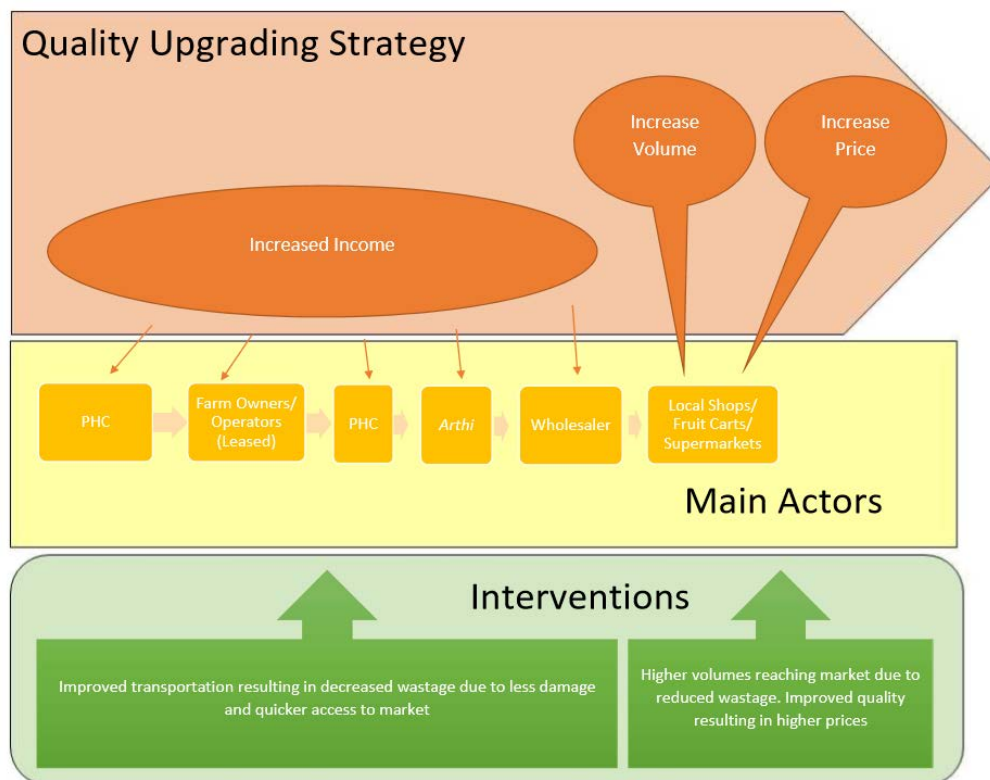 Quality Upgrading Strategy
Increase
Volume
Increase
Price
Increased Income
PHC
Farm Owners/
Operators
(Leased)
PHC
Arthi
Wholesaler
Local Shops/
Fruit Carts/
Supermarkets
Main Actors
Interventions
Improved transportation resulting in decreased wastage due to less damage
and quicker access to market
Higher volumes reaching market due to
reduced wastage. Improved quality
resulting in higher prices